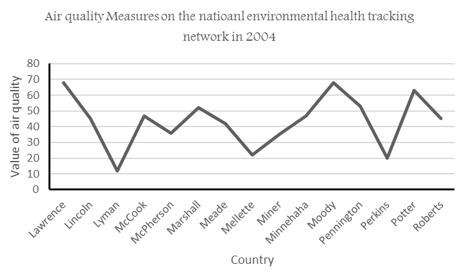 Air quality Measures on the natioanl environmental health tracking
network in 2004
80
70
60
50
40
30
20
10
0
Value of air quality
Lawrence
Lincoln
Lyman
McCook
McPherson
Marshall
Meade
Mellette
Miner
Minnehaha
Moody
Pennington
Perkins
Potter
Roberts
Country